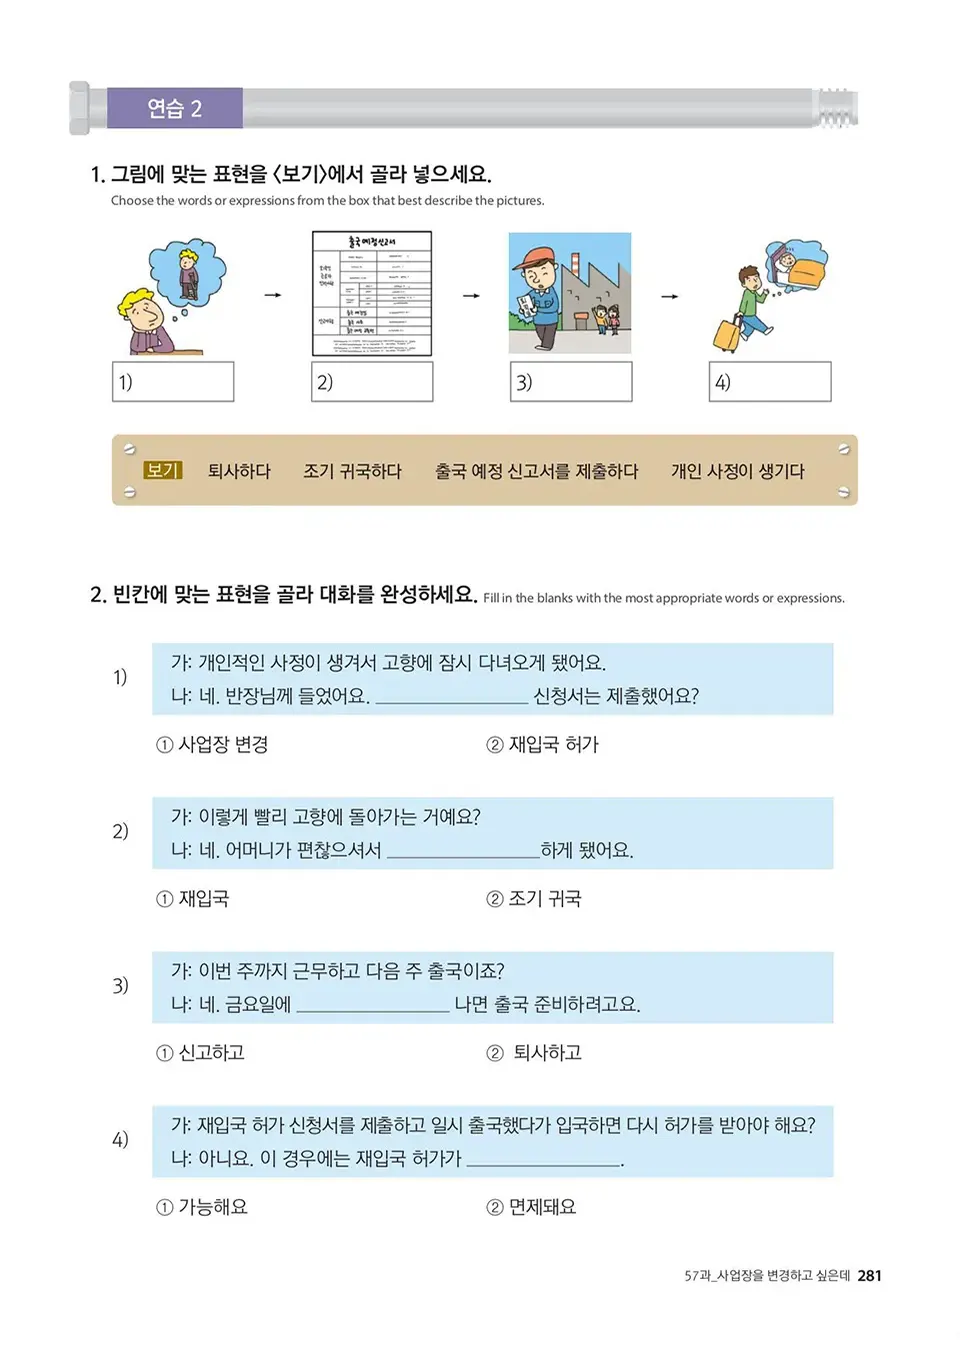 연습 2
1. 그림에 맞는 표현을 <보기>에서 골라 넣으세요.
Choose the words or expressions from the box that best describe the pictures.
출국예정신고서
1)
2)
3)
4)
보기 퇴사하다 조기 귀국하다 출국 예정 신고서를 제출하다 개인 사정이 생기다
2. 빈칸에 맞는 표현을 골라 대화를 완성하세요. Fill in the blanks with the most appropriate words or expressions.
1)
가: 개인적인 사정이 생겨서 고향에 잠시 다녀오게 됐어요.
나: 네. 반장님께 들었어요. ________ 신청서는 제출했어요?
① 사업장 변경 ② 재입국 허가
2)
가: 이렇게 빨리 고향에 돌아가는 거예요?
나: 네. 어머니가 편찮으셔서 ________하게 됐어요.
① 재입국 ② 조기 귀국
3)
가: 이번 주까지 근무하고 다음 주 출국이죠?
나: 네. 금요일에 ________ 나면 출국 준비하려고요.
① 신고하고 ② 퇴사하고
4)
가: 재입국 허가 신청서를 제출하고 일시 출국했다가 입국하면 다시 허가를 받아야 해요?
나: 아니요. 이 경우에는 재입국 허가가 ________.
① 가능해요 ② 면제돼요
57과_사업장을 변경하고 싶은데 281